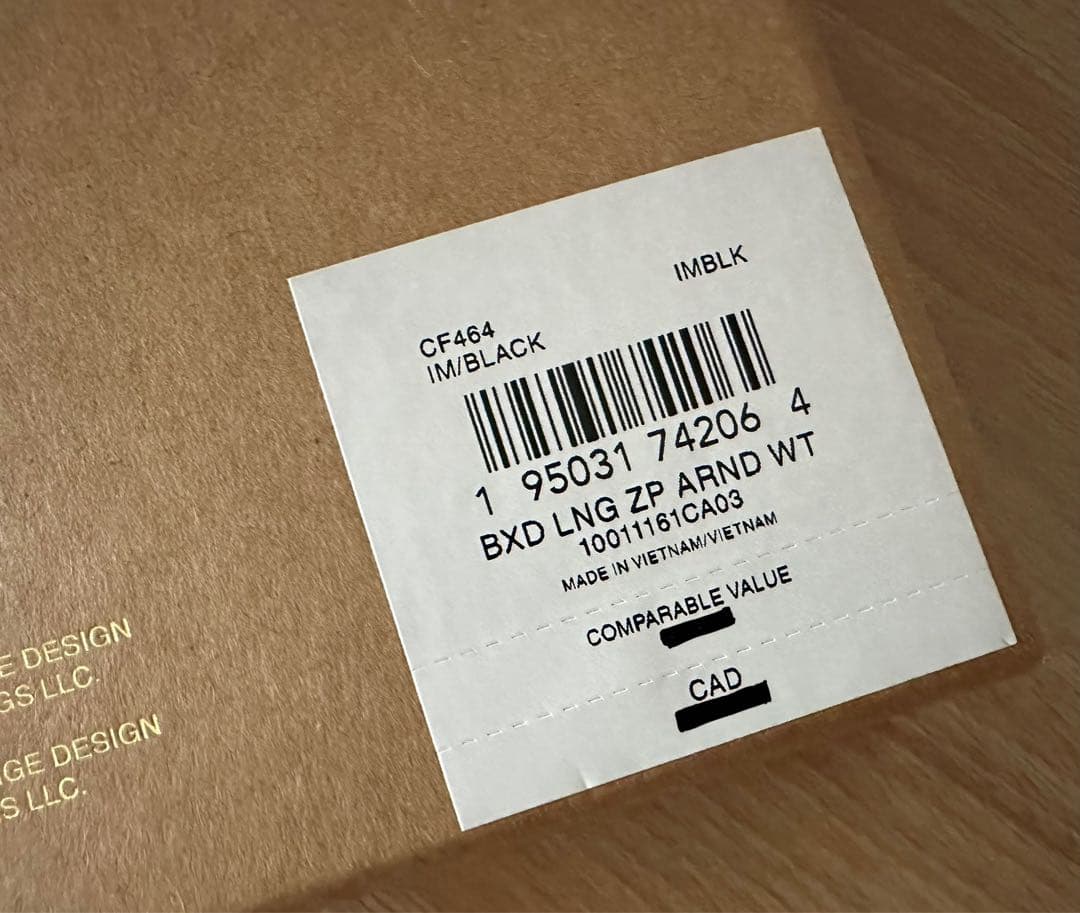 IMBLK
CF464
IM/BLACK
1 95031 74206 4
BXD LNG ZP ARND WT
10011161CA03
MADE IN VIETNAM/VIETNAM
COMPARABLE VALUE
CAD
E DESIGN
GS LLC.
GE DESIGN
S LLC.